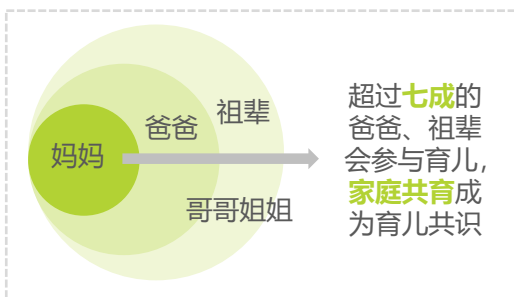 妈妈
爸爸
祖辈
哥哥姐姐
超过七成的
爸爸、祖辈
会参与育儿，
家庭共育成
为育儿共识